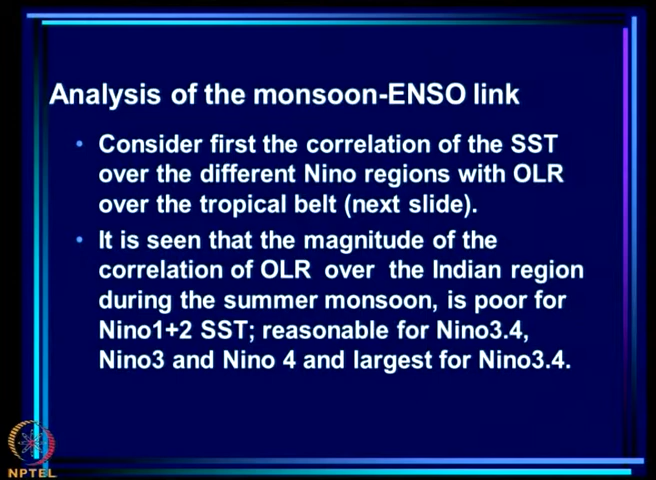 Analysis of the monsoon-ENSO link
• Consider first the correlation of the SST
over the different Nino regions with OLR
over the tropical belt (next slide).
• It is seen that the magnitude of the
correlation of OLR over the Indian region
during the summer monsoon, is poor for
Nino1+2 SST; reasonable for Nino3.4,
Nino3 and Nino 4 and largest for Nino3.4.
NPTEL